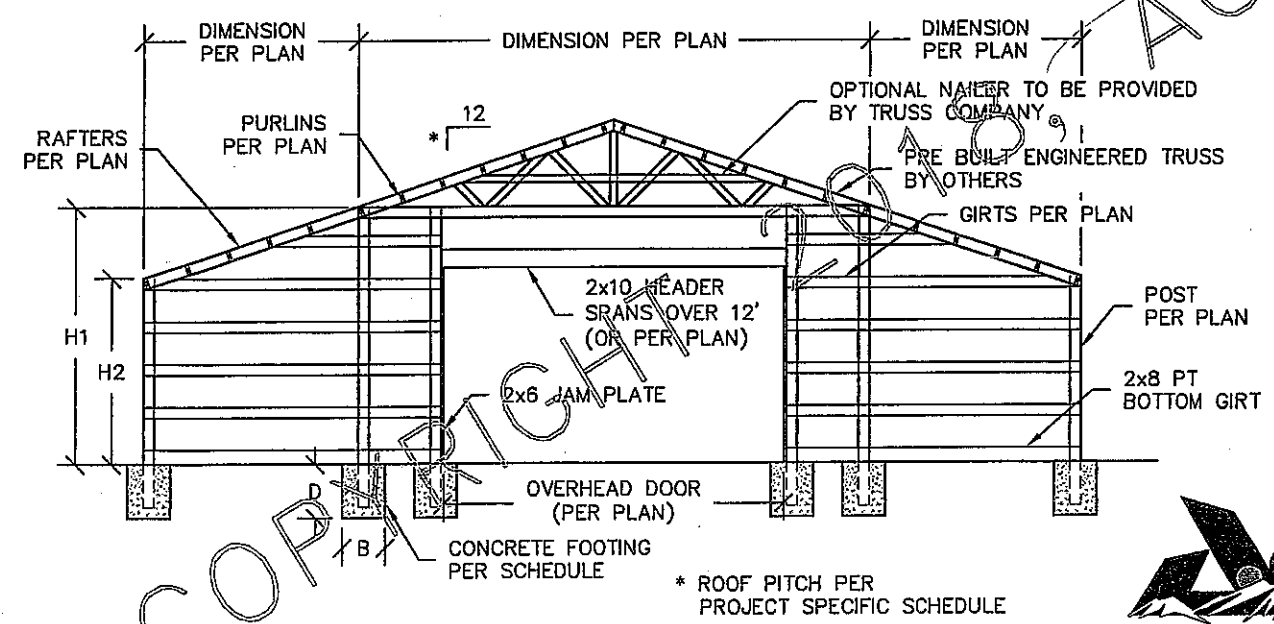 DIMENSION
PER PLAN
DIMENSION PER PLAN
DIMENSION
PER PLAN
OPTIONAL NAILER TO BE PROVIDED
BY TRUSS COMPANY
RAFTERS
PER PLAN
PURLINS
PER PLAN
* 12
PRE BUILT ENGINEERED TRUSS
BY OTHERS
GIRTS PER PLAN
2x10 HEADER
SRANS OVER 12'
(OR PER PLAN)
POST
PER PLAN
H1
H2
2x6 JAM PLATE
2x8 PT
BOTTOM GIRT
D
B
OVERHEAD DOOR
(PER PLAN)
CONCRETE FOOTING
PER SCHEDULE
* ROOF PITCH PER
PROJECT SPECIFIC SCHEDULE
COPYRIGHT